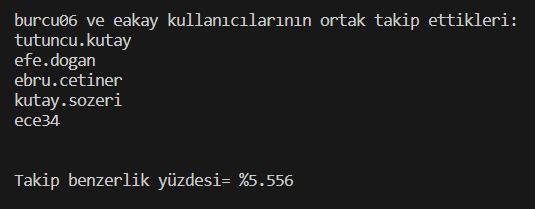 burcu06 ve eakay kullanıcılarının ortak takip ettikleri:
tutuncu.kutay
efe.dogan
ebru.cetiner
kutay.sozeri
ece34
Takip benzerlik yüzdesi= %5.556